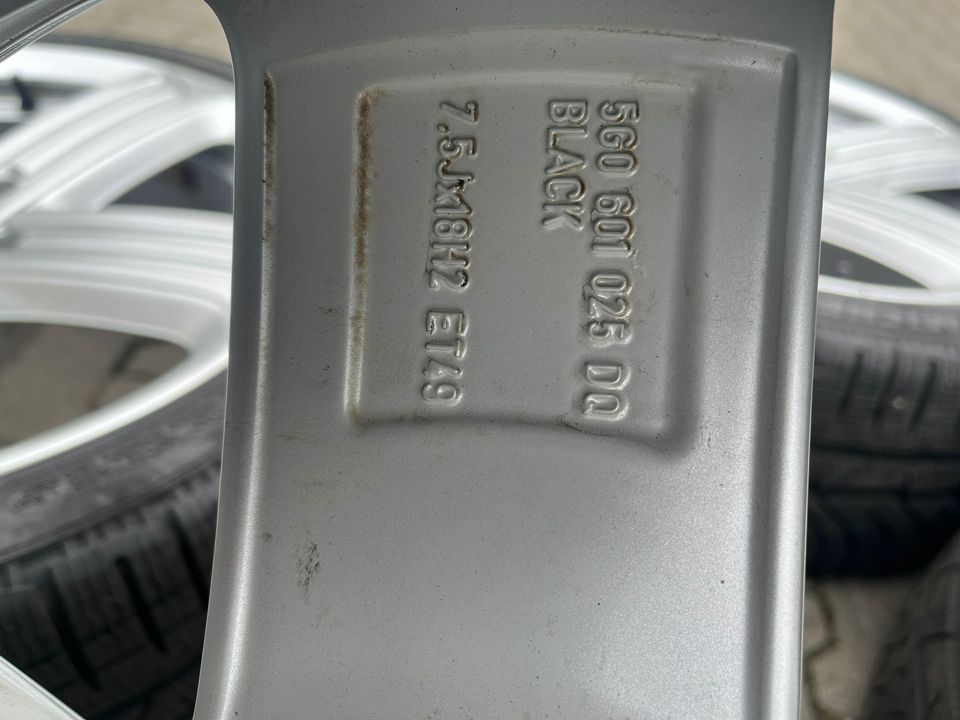 5G0 601 025 DQ
BLACK
7.5Jx18H2 ET49